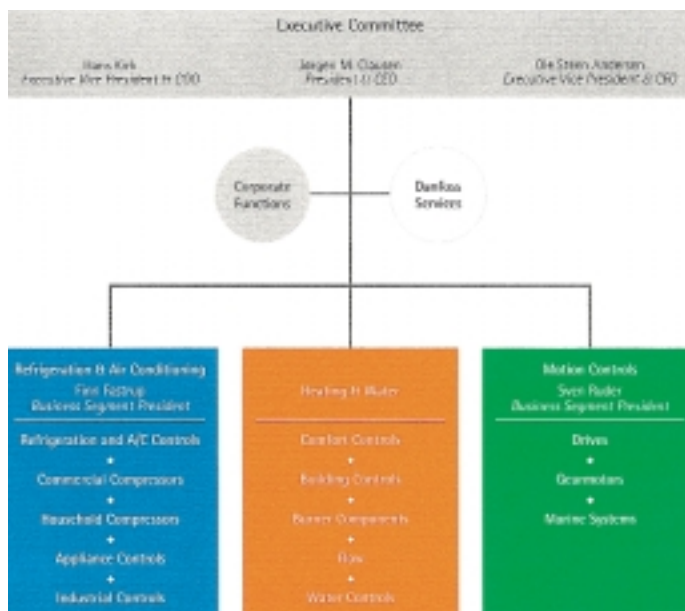 Executive Committee
Hans Kirk
Executive Vice President & COO
Jørgen M. Clausen
President & CEO
Ole Steen Andersen
Executive Vice President & CFO
Corporate
Functions
Danfoss
Services
Refrigeration & Air Conditioning
Finn Fastrup
Business Segment President
Refrigeration and A/C Controls
+
Commercial Compressors
+
Household Compressors
+
Appliance Controls
+
Industrial Controls
Heating & Water
Comfort Controls
+
Building Controls
+
Burner Components
+
Flow
+
Water Controls
Motion Controls
Sven Ruder
Business Segment President
Drives
+
Gearmotors
+
Marine Systems